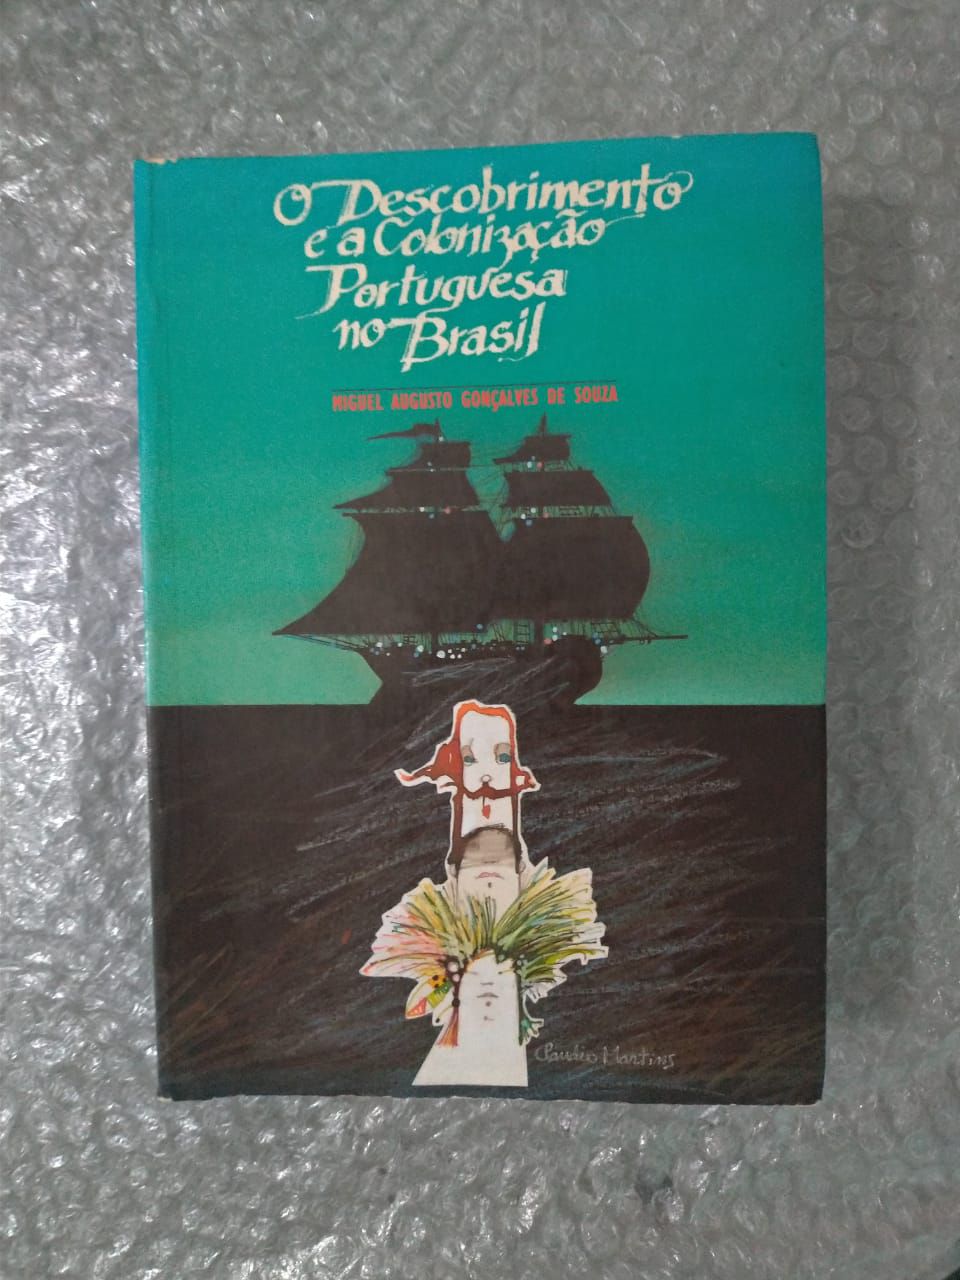 O Descobrimento
e a Colonização
Portuguesa
no Brasil
MIGUEL AUGUSTO GONÇALVES DE SOUZA
Claudio Martins